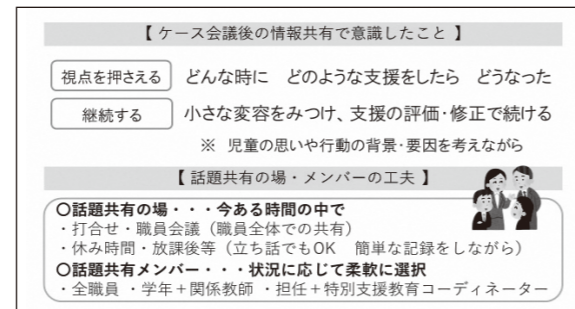 【 ケース会議後の情報共有で意識したこと 】
視点を押さえる どんな時に どのような支援をしたら どうなった
継続する 小さな変容をみつけ、支援の評価・修正で続ける
※ 児童の思いや行動の背景・要因を考えながら
【 話題共有の場・メンバーの工夫 】
○話題共有の場・・・今ある時間の中で
・打合せ・職員会議（職員全体での共有）
・休み時間・放課後等（立ち話でもOK 簡単な記録をしながら）
○話題共有メンバー・・・状況に応じて柔軟に選択
・全職員 ・学年＋関係教師 ・担任＋特別支援教育コーディネーター